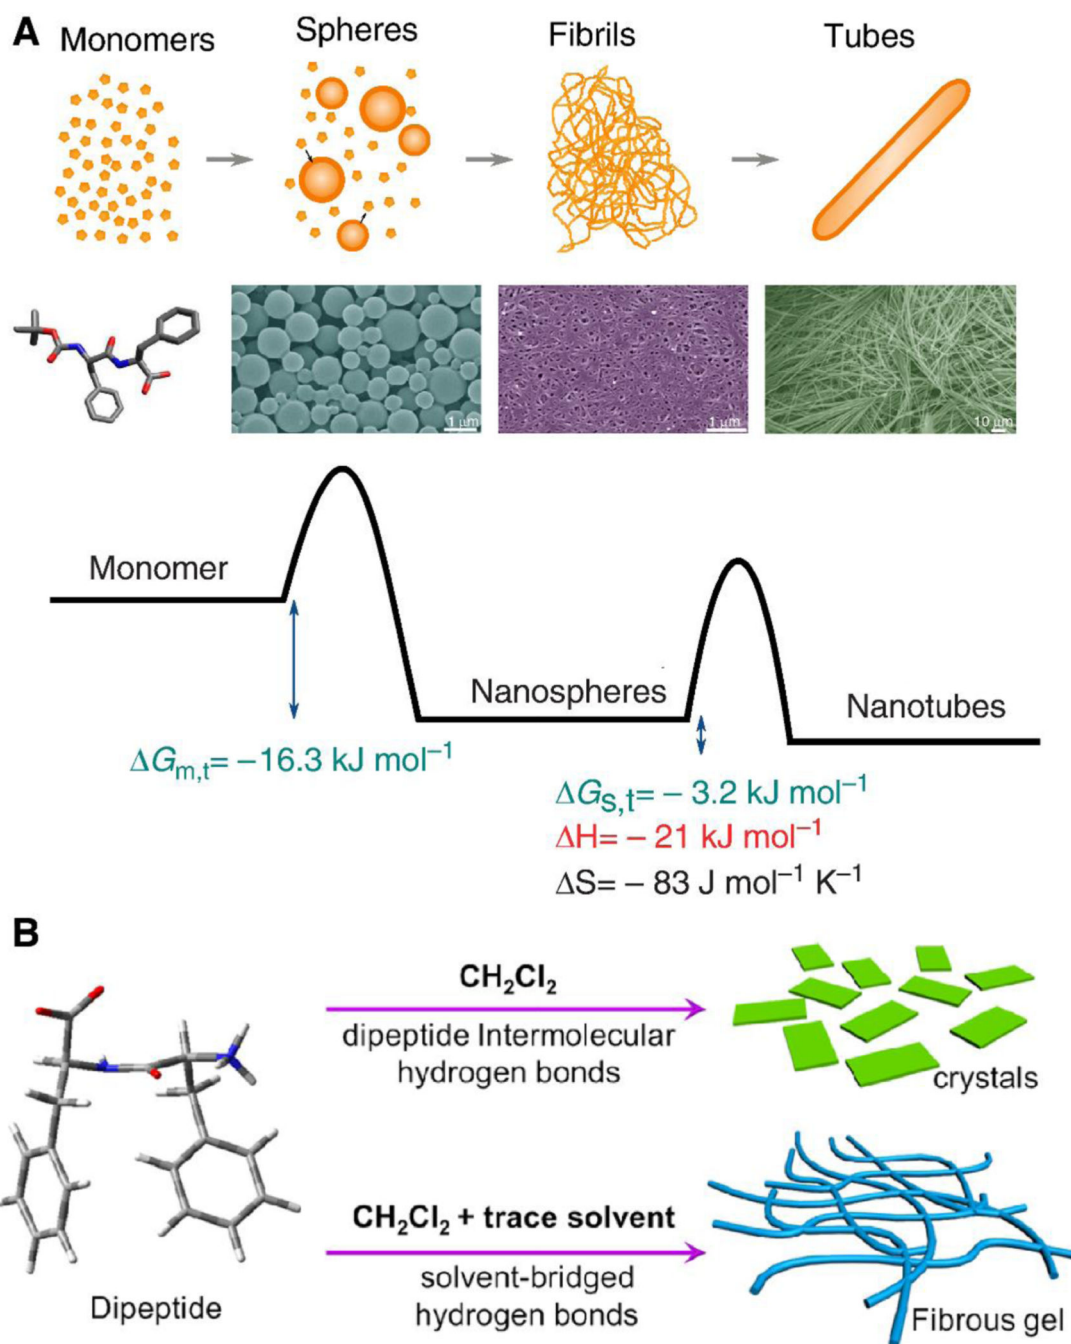 A
Monomers
Spheres
Fibrils
Tubes
1 μm
1 μm
10 μm
Monomer
Nanospheres
Nanotubes
ΔGm,t= −16.3 kJ mol−1
ΔGS,t= − 3.2 kJ mol−1
ΔH= − 21 kJ mol−1
ΔS= − 83 J mol−1 K−1
B
CH2Cl2
dipeptide Intermolecular
hydrogen bonds
crystals
CH2Cl2 + trace solvent
solvent-bridged
hydrogen bonds
Dipeptide
Fibrous gel